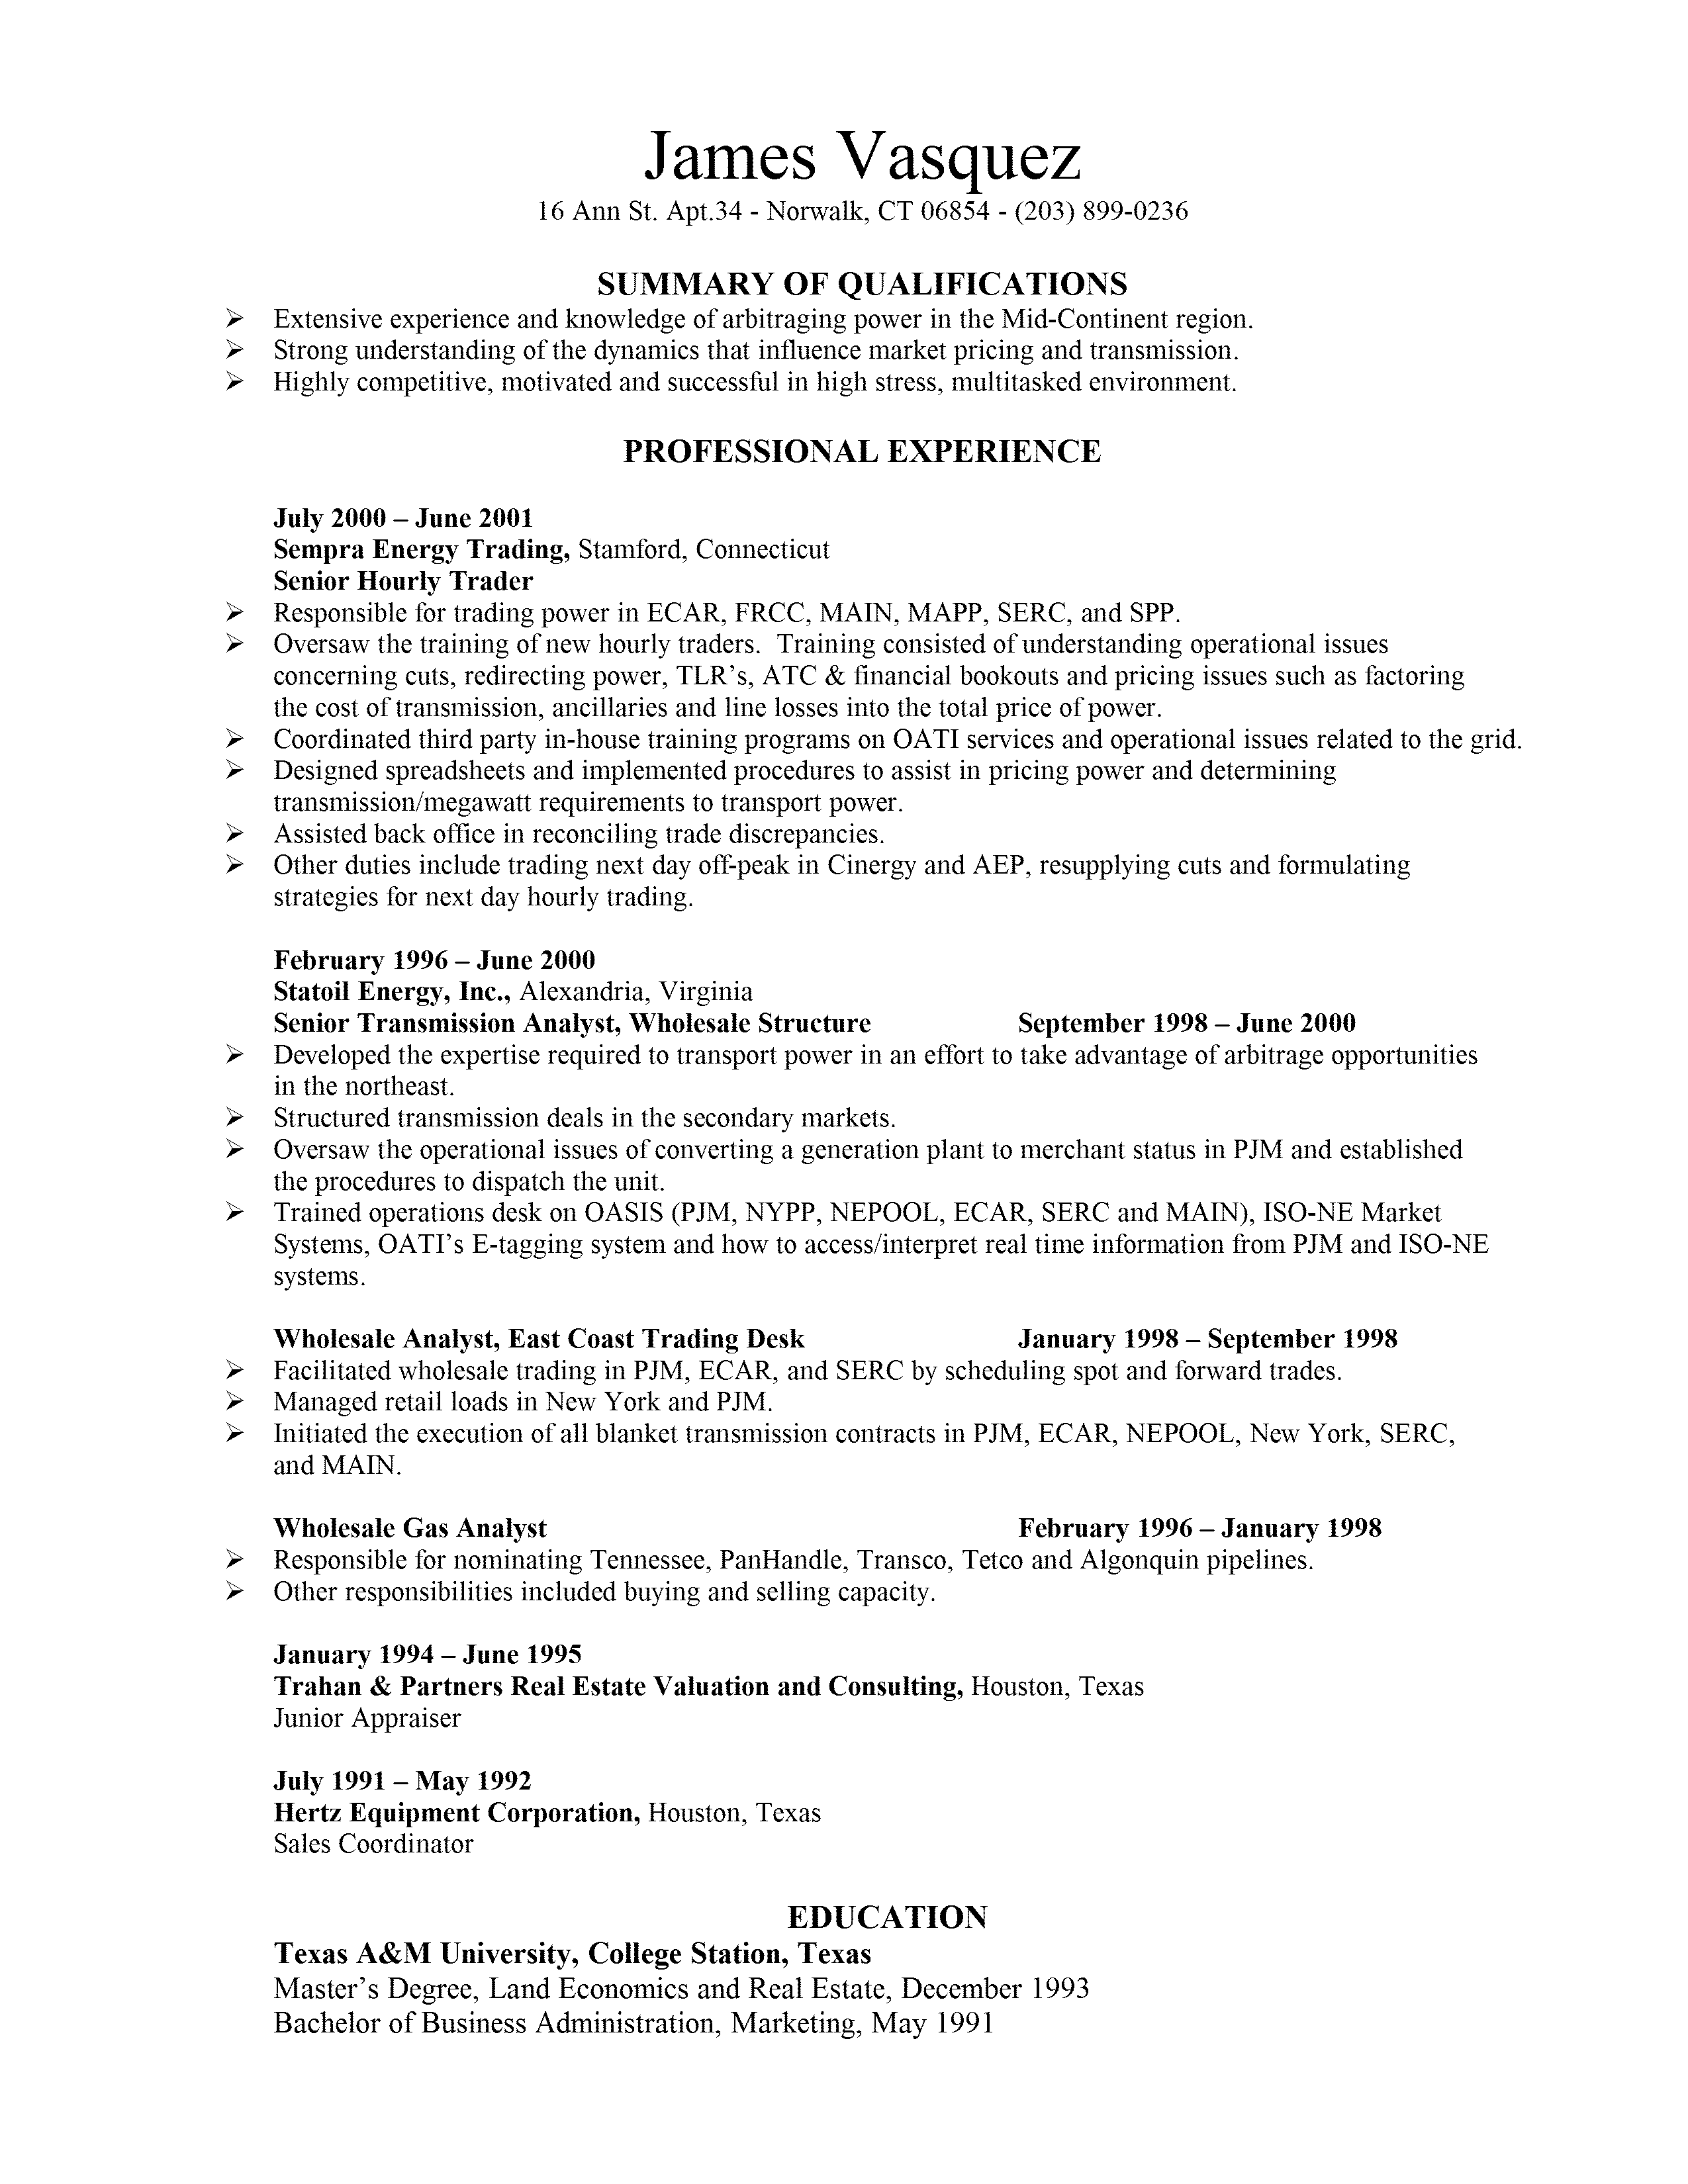 James Vasquez
16 Ann St. Apt.34 - Norwalk, CT 06854 - (203) 899-0236
SUMMARY OF QUALIFICATIONS
➢ Extensive experience and knowledge of arbitraging power in the Mid-Continent region.
➢ Strong understanding of the dynamics that influence market pricing and transmission.
➢ Highly competitive, motivated and successful in high stress, multitasked environment.
PROFESSIONAL EXPERIENCE
July 2000 – June 2001
Sempra Energy Trading, Stamford, Connecticut
Senior Hourly Trader
➢ Responsible for trading power in ECAR, FRCC, MAIN, MAPP, SERC, and SPP.
➢ Oversaw the training of new hourly traders.  Training consisted of understanding operational issues
concerning cuts, redirecting power, TLR’s, ATC & financial bookouts and pricing issues such as factoring
the cost of transmission, ancillaries and line losses into the total price of power.
➢ Coordinated third party in-house training programs on OATI services and operational issues related to the grid.
➢ Designed spreadsheets and implemented procedures to assist in pricing power and determining
transmission/megawatt requirements to transport power.
➢ Assisted back office in reconciling trade discrepancies.
➢ Other duties include trading next day off-peak in Cinergy and AEP, resupplying cuts and formulating
strategies for next day hourly trading.
February 1996 – June 2000
Statoil Energy, Inc., Alexandria, Virginia
Senior Transmission Analyst, Wholesale Structure September 1998 – June 2000
➢ Developed the expertise required to transport power in an effort to take advantage of arbitrage opportunities
in the northeast.
➢ Structured transmission deals in the secondary markets.
➢ Oversaw the operational issues of converting a generation plant to merchant status in PJM and established
the procedures to dispatch the unit.
➢ Trained operations desk on OASIS (PJM, NYPP, NEPOOL, ECAR, SERC and MAIN), ISO-NE Market
Systems, OATI’s E-tagging system and how to access/interpret real time information from PJM and ISO-NE
systems.
Wholesale Analyst, East Coast Trading Desk January 1998 – September 1998
➢ Facilitated wholesale trading in PJM, ECAR, and SERC by scheduling spot and forward trades.
➢ Managed retail loads in New York and PJM.
➢ Initiated the execution of all blanket transmission contracts in PJM, ECAR, NEPOOL, New York, SERC,
and MAIN.
Wholesale Gas Analyst February 1996 – January 1998
➢ Responsible for nominating Tennessee, PanHandle, Transco, Tetco and Algonquin pipelines.
➢ Other responsibilities included buying and selling capacity.
January 1994 – June 1995
Trahan & Partners Real Estate Valuation and Consulting, Houston, Texas
Junior Appraiser
July 1991 – May 1992
Hertz Equipment Corporation, Houston, Texas
Sales Coordinator
EDUCATION
Texas A&M University, College Station, Texas
Master’s Degree, Land Economics and Real Estate, December 1993
Bachelor of Business Administration, Marketing, May 1991